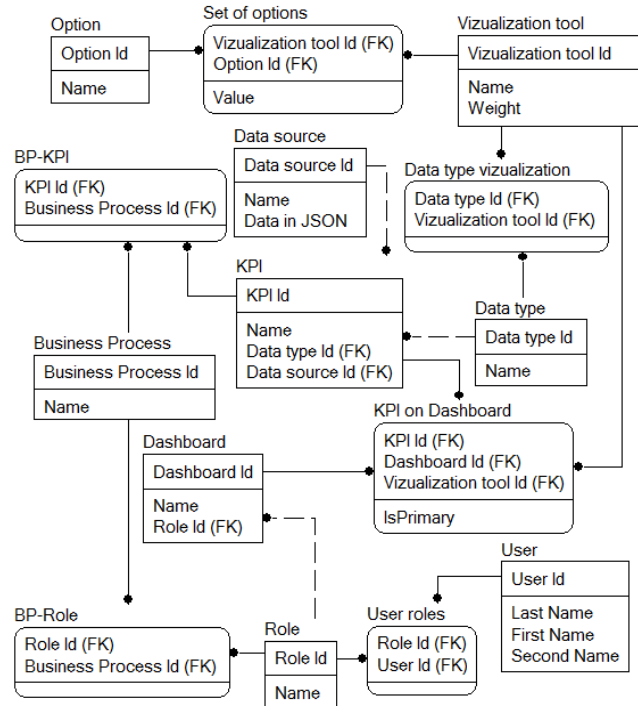 Option
Option Id
Name
Set of options
Vizualization tool Id (FK)
Option Id (FK)
Value
Vizualization tool
Vizualization tool Id
Name
Weight
Data source
Data source Id
Name
Data in JSON
BP-KPI
KPI Id (FK)
Business Process Id (FK)
Data type vizualization
Data type Id (FK)
Vizualization tool Id (FK)
KPI
KPI Id
Name
Data type Id (FK)
Data source Id (FK)
Data type
Data type Id
Name
Business Process
Business Process Id
Name
KPI on Dashboard
KPI Id (FK)
Dashboard Id (FK)
Vizualization tool Id (FK)
IsPrimary
Dashboard
Dashboard Id
Name
Role Id (FK)
User
User Id
Last Name
First Name
Second Name
BP-Role
Role Id (FK)
Business Process Id (FK)
Role
Role Id
Name
User roles
Role Id (FK)
User Id (FK)